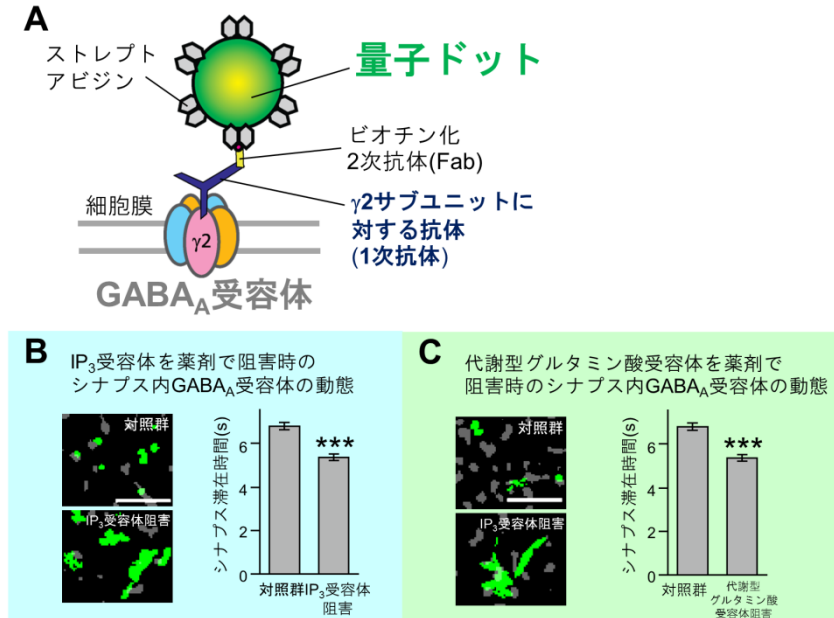 A
ストレプト
アビジン
量子ドット
ビオチン化
2次抗体(Fab)
細胞膜
γ2サブユニットに
対する抗体
(1次抗体)
γ2
GABAA受容体
B
IP3受容体を薬剤で阻害時の
シナプス内GABAA受容体の動態
対照群
IP3受容体阻害
シナプス滞在時間(s)
6
4
2
0
***
対照群
IP3受容体
阻害
C
代謝型グルタミン酸受容体を薬剤で
阻害時のシナプス内GABAA受容体の動態
対照群
IP3受容体阻害
シナプス滞在時間(s)
6
4
2
0
***
対照群
代謝型
グルタミン酸
受容体阻害